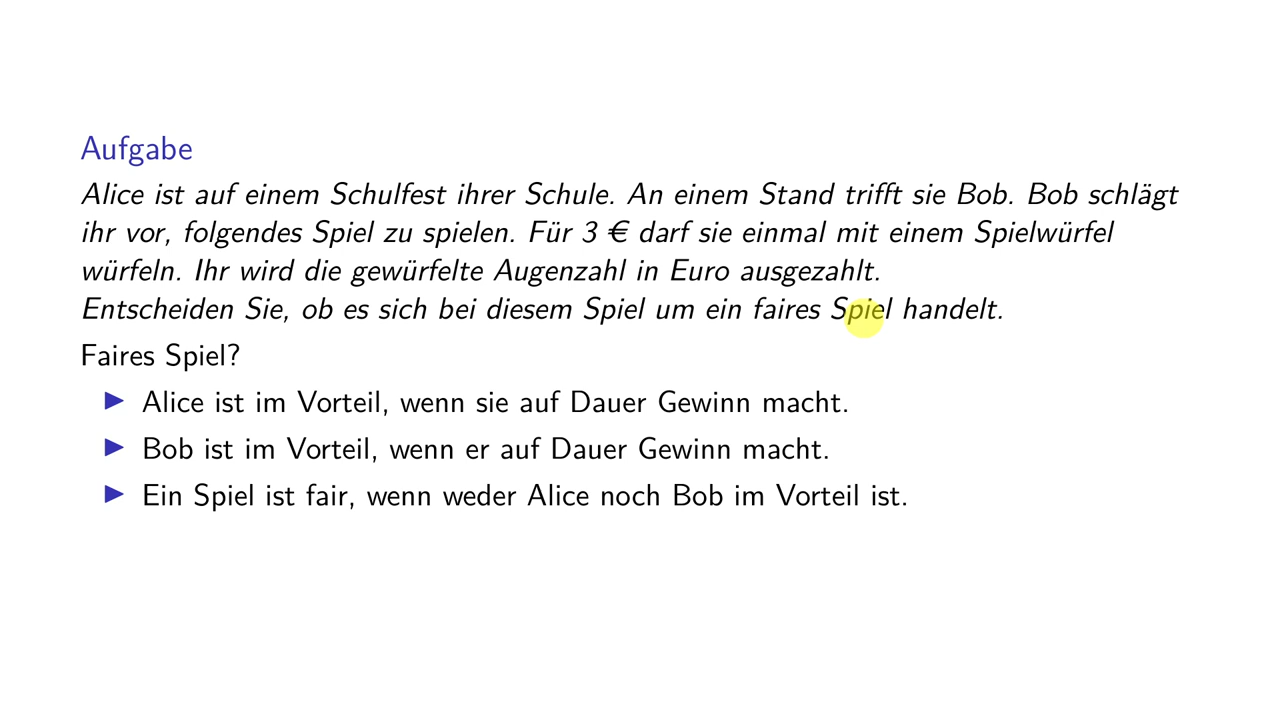 Aufgabe
Alice ist auf einem Schulfest ihrer Schule. An einem Stand trifft sie Bob. Bob schlägt
ihr vor, folgendes Spiel zu spielen. Für 3 € darf sie einmal mit einem Spielwürfel
würfeln. Ihr wird die gewürfelte Augenzahl in Euro ausgezahlt.
Entscheiden Sie, ob es sich bei diesem Spiel um ein faires Spiel handelt.
Faires Spiel?
▶ Alice ist im Vorteil, wenn sie auf Dauer Gewinn macht.
▶ Bob ist im Vorteil, wenn er auf Dauer Gewinn macht.
▶ Ein Spiel ist fair, wenn weder Alice noch Bob im Vorteil ist.